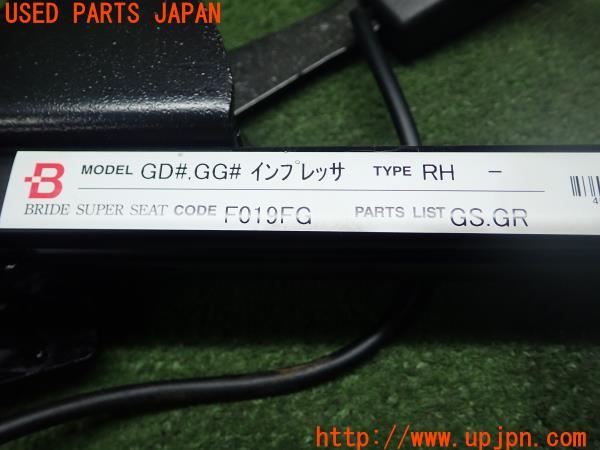 USED PARTS JAPAN
B MODEL GD#.GG# インプレッサ TYPE RH -
BRIDE SUPER SEAT CODE F019FG PARTS LIST GS.GR
4
http://www.upjpn.com